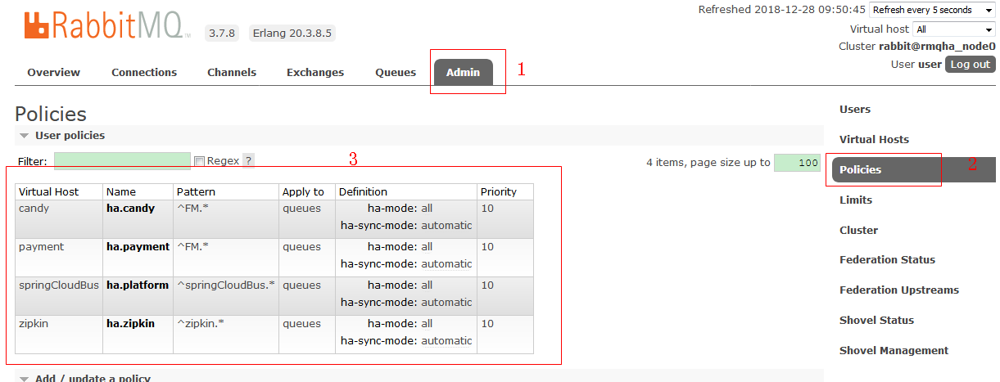 Refreshed 2018-12-28 09:50:45 Refresh every 5 seconds
RabbitMQ TM 3.7.8 Erlang 20.3.8.5
Virtual host All
Cluster rabbit@rmqha_node0
User user Log out
Overview Connections Channels Exchanges Queues Admin 1
Policies
User policies
Filter: Regex ? 3 4 items, page size up to 100
Virtual Host Name Pattern Apply to Definition Priority
candy ha.candy ^FM.* queues ha-mode: all 10
ha-sync-mode: automatic
payment ha.payment ^FM.* queues ha-mode: all 10
ha-sync-mode: automatic
springCloudBus ha.platform ^springCloudBus.* queues ha-mode: all 10
ha-sync-mode: automatic
zipkin ha.zipkin ^zipkin.* queues ha-mode: all 10
ha-sync-mode: automatic
Add / update a policy
Users
Virtual Hosts
Policies 2
Limits
Cluster
Federation Status
Federation Upstreams
Shovel Status
Shovel Management